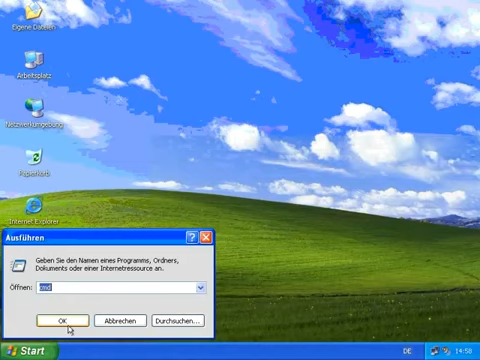 Eigene Dateien
Arbeitsplatz
Netzwerkumgebung
Papierkorb
Internet Explorer
Ausführen
Geben Sie den Namen eines Programms, Ordners,
Dokuments oder einer Internetressource an.
Öffnen: cmd
OK Abbrechen Durchsuchen...
Start DE 14:58